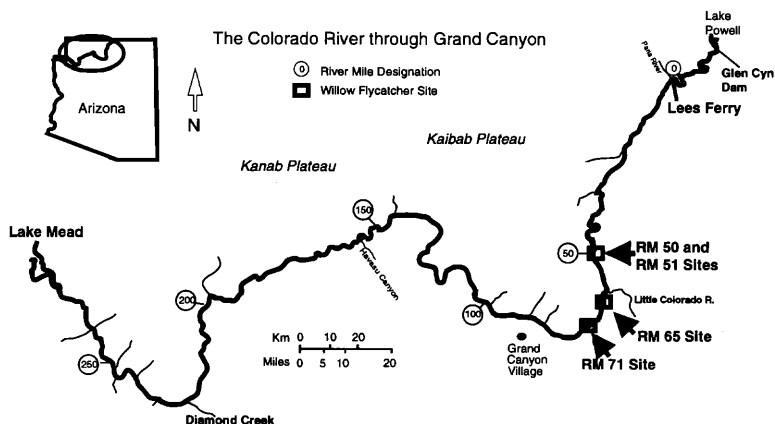 The Colorado River through Grand Canyon
0 River Mile Designation
Willow Flycatcher Site
Arizona
N
Lake
Powell
Glen Cyn
Dam
Paria River
0
Lees Ferry
Kaibab Plateau
Kanab Plateau
150
Havasu Canyon
Lake Mead
50
RM 50 and
RM 51 Sites
Little Colorado R.
200
100
RM 65 Site
RM 71 Site
Grand
Canyon
Village
Km 0 10 20
Miles 0 5 10 20
250
Diamond Creek